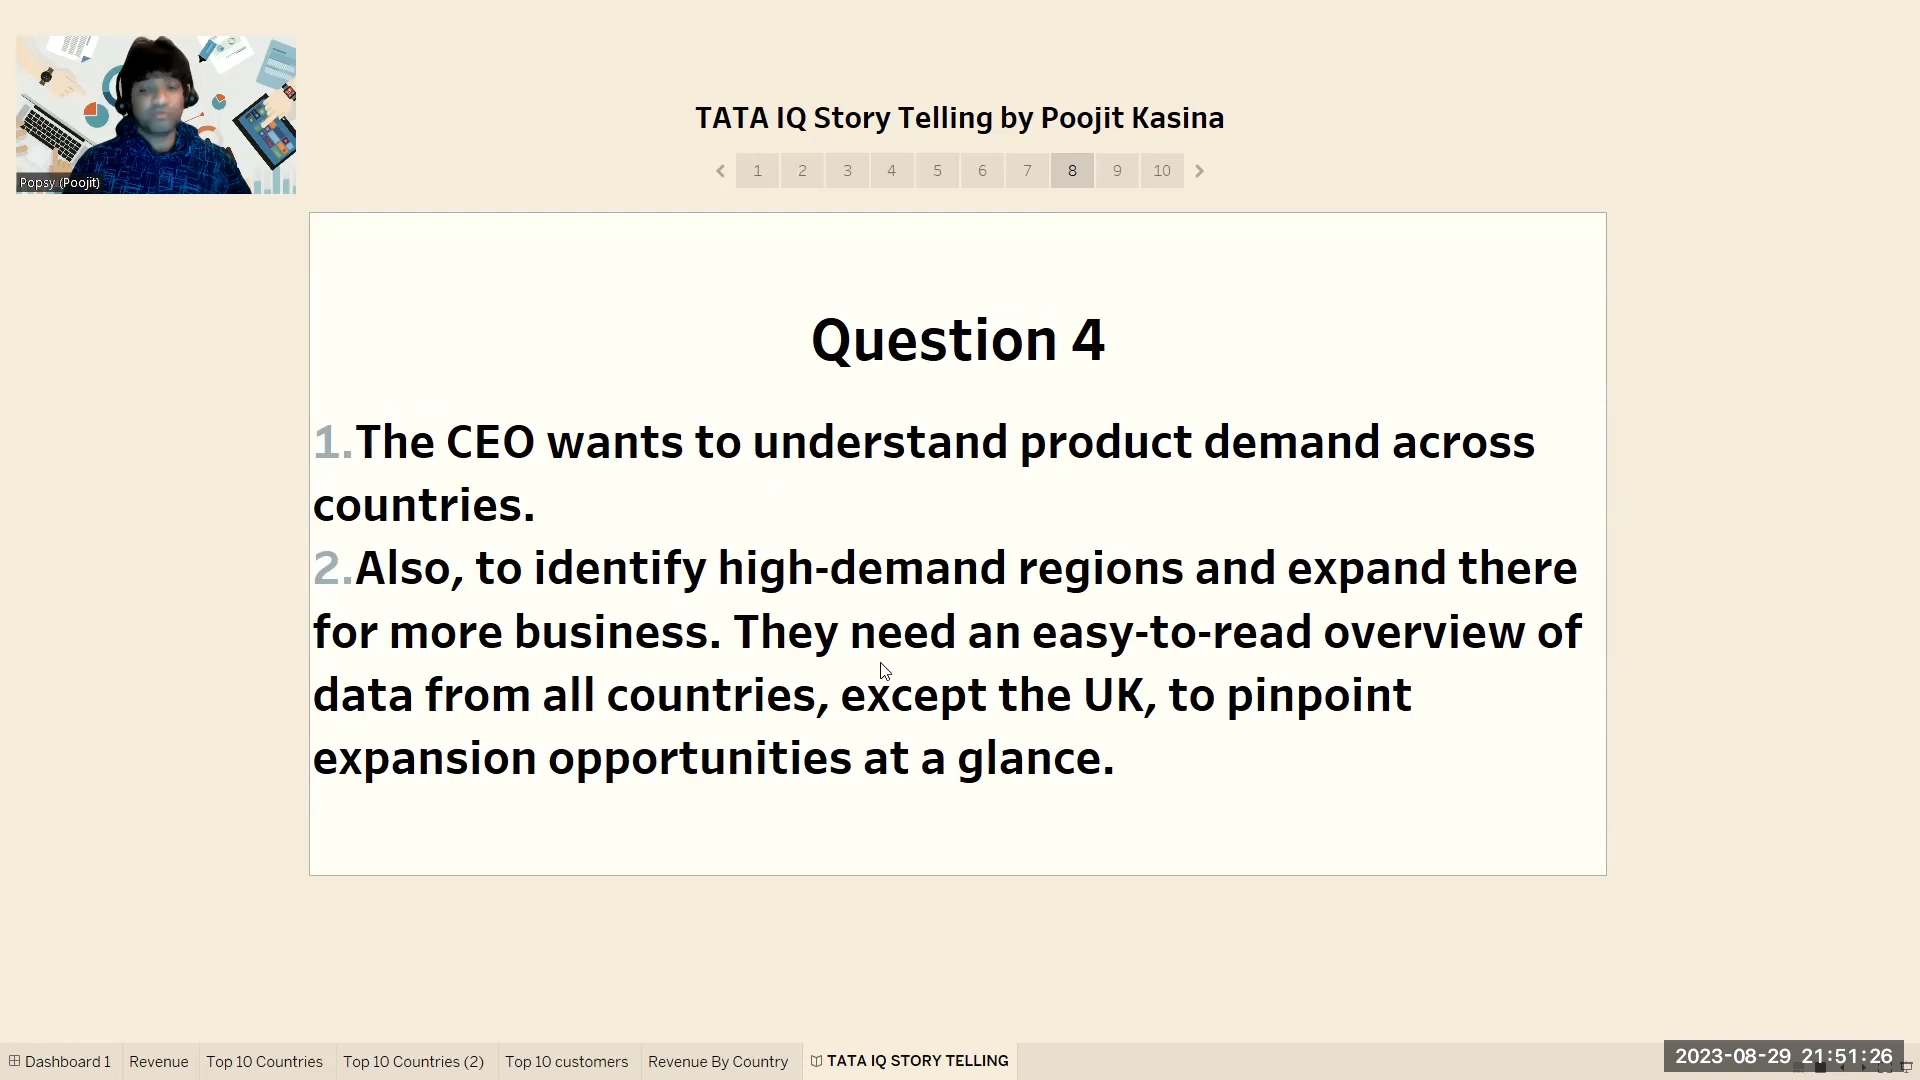 Popsy (Poojit)
TATA IQ Story Telling by Poojit Kasina
1 2 3 4 5 6 7 8 9 10
Question 4
1.The CEO wants to understand product demand across
countries.
2.Also, to identify high-demand regions and expand there
for more business. They need an easy-to-read overview of
data from all countries, except the UK, to pinpoint
expansion opportunities at a glance.
Dashboard 1 Revenue Top 10 Countries Top 10 Countries (2) Top 10 customers Revenue By Country TATA IQ STORY TELLING
2023-08-29 21:51:26